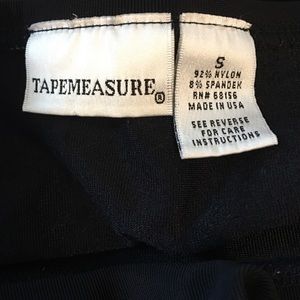 TAPEMEASURE®
S
92% NYLON
8% SPANDEX
RN# 68156
MADE IN USA
SEE REVERSE
FOR CARE
INSTRUCTIONS